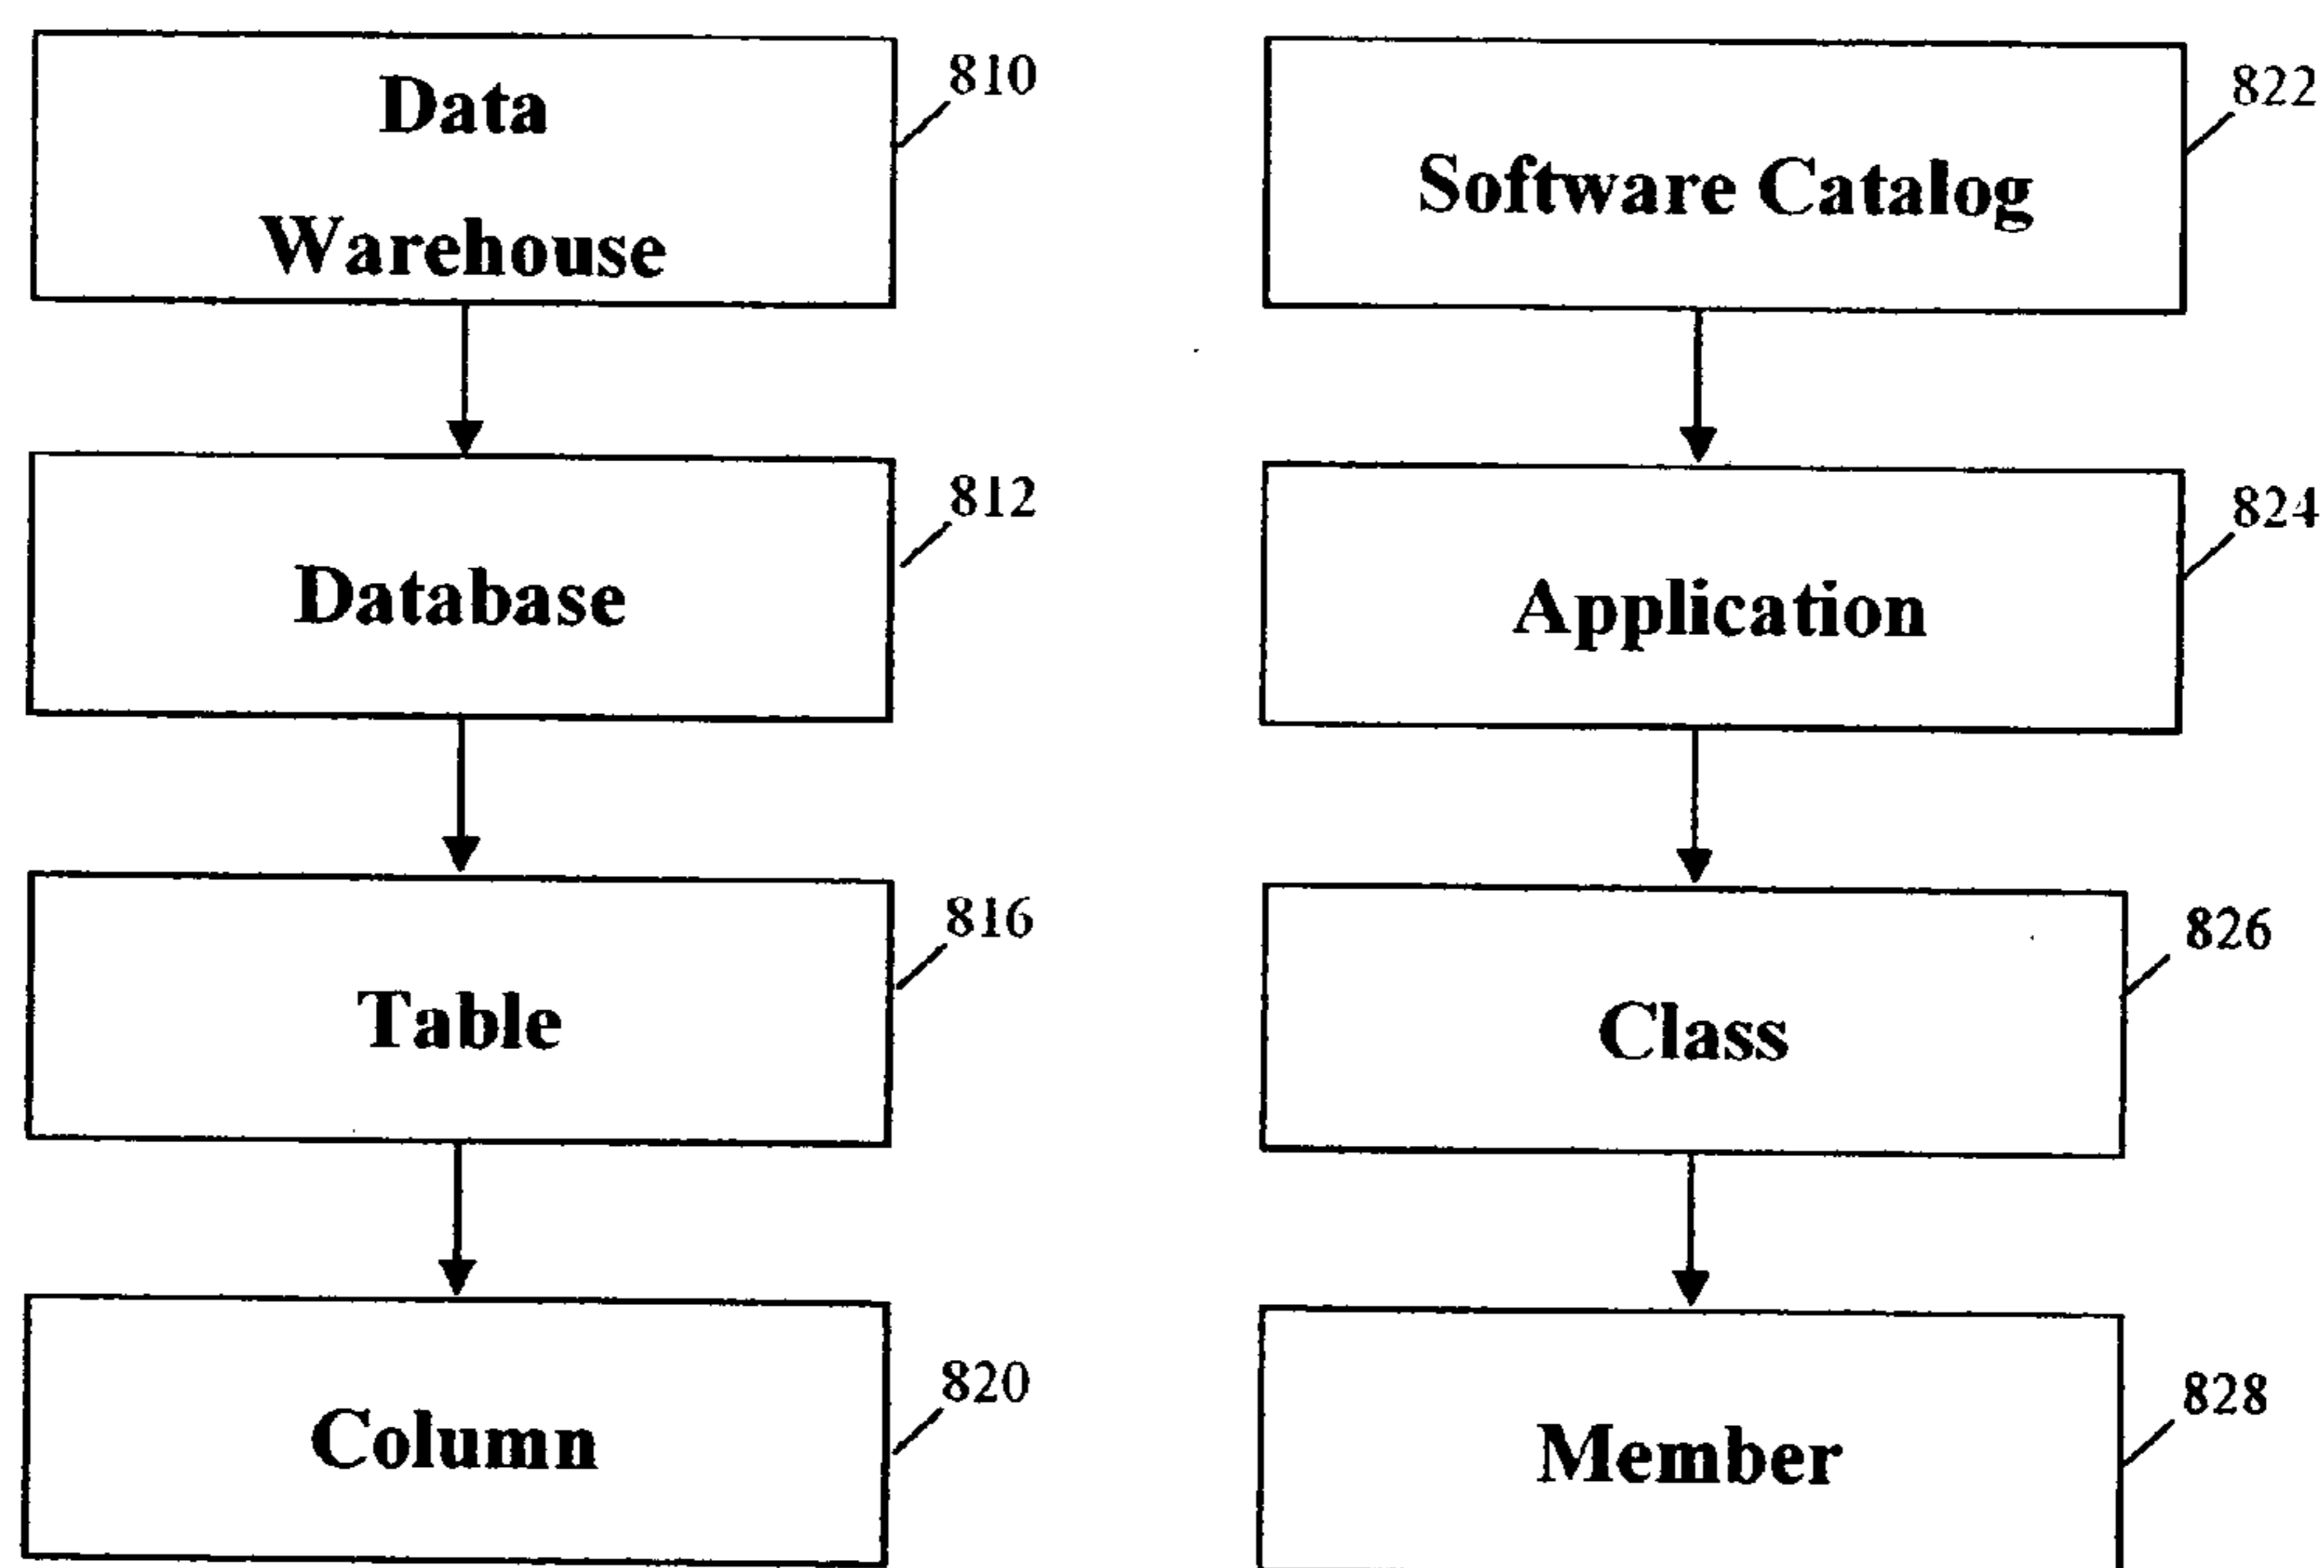 Data
Warehouse
810
Database
812
Table
816
Column
820
Software Catalog
822
Application
824
Class
826
Member
828